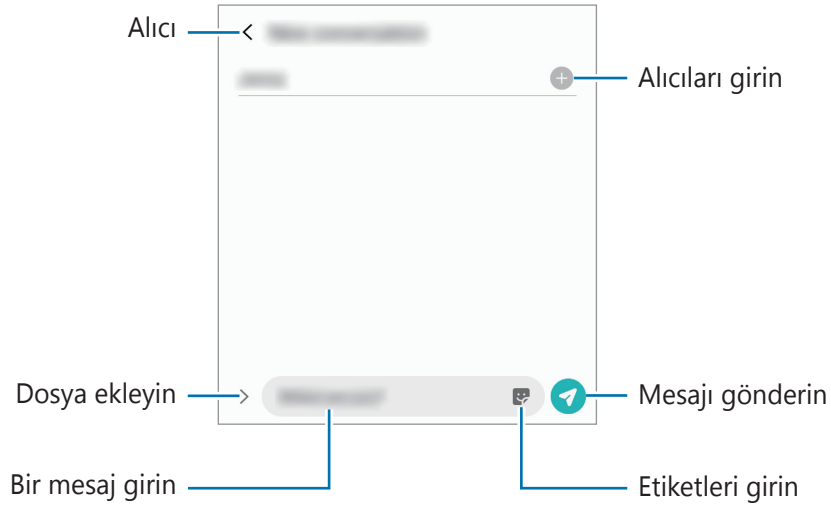 Alıcı
Alıcıları girin
Dosya ekleyin
Mesajı gönderin
Bir mesaj girin
Etiketleri girin